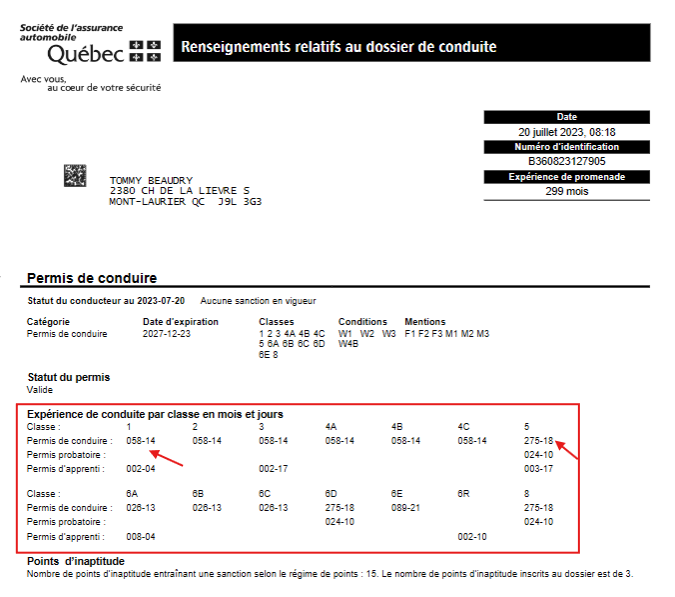 Société de l'assurance
automobile
Québec
Renseignements relatifs au dossier de conduite
Avec vous,
au cœur de votre sécurité
Date
20 juillet 2023, 08:18
Numéro d'identification
B360823127905
Expérience de promenade
299 mois
TOMMY BEAUDRY
2380 CH DE LA LIEVRE S
MONT-LAURIER QC J9L 3G3
Permis de conduire
Statut du conducteur au 2023-07-20 Aucune sanction en vigueur
Catégorie Date d'expiration Classes Conditions Mentions
Permis de conduire 2027-12-23 1 2 3 4A 4B 4C W1 W2 W3 F1 F2 F3 M1 M2 M3
5 6A 6B 6C 6D W4B
6E 8
Statut du permis
Valide
Expérience de conduite par classe en mois et jours
Classe : 1 2 3 4A 4B 4C 5
Permis de conduire : 058-14 058-14 058-14 058-14 058-14 058-14 275-18
Permis probatoire : 024-10
Permis d'apprenti : 002-04 002-17 003-17
Classe : 6A 6B 6C 6D 6E 6R 8
Permis de conduire : 026-13 026-13 026-13 275-18 089-21 275-18
Permis probatoire : 024-10 024-10
Permis d'apprenti : 008-04 002-10
Points d'inaptitude
Nombre de points d'inaptitude entraînant une sanction selon le régime de points : 15. Le nombre de points d'inaptitude inscrits au dossier est de 3.